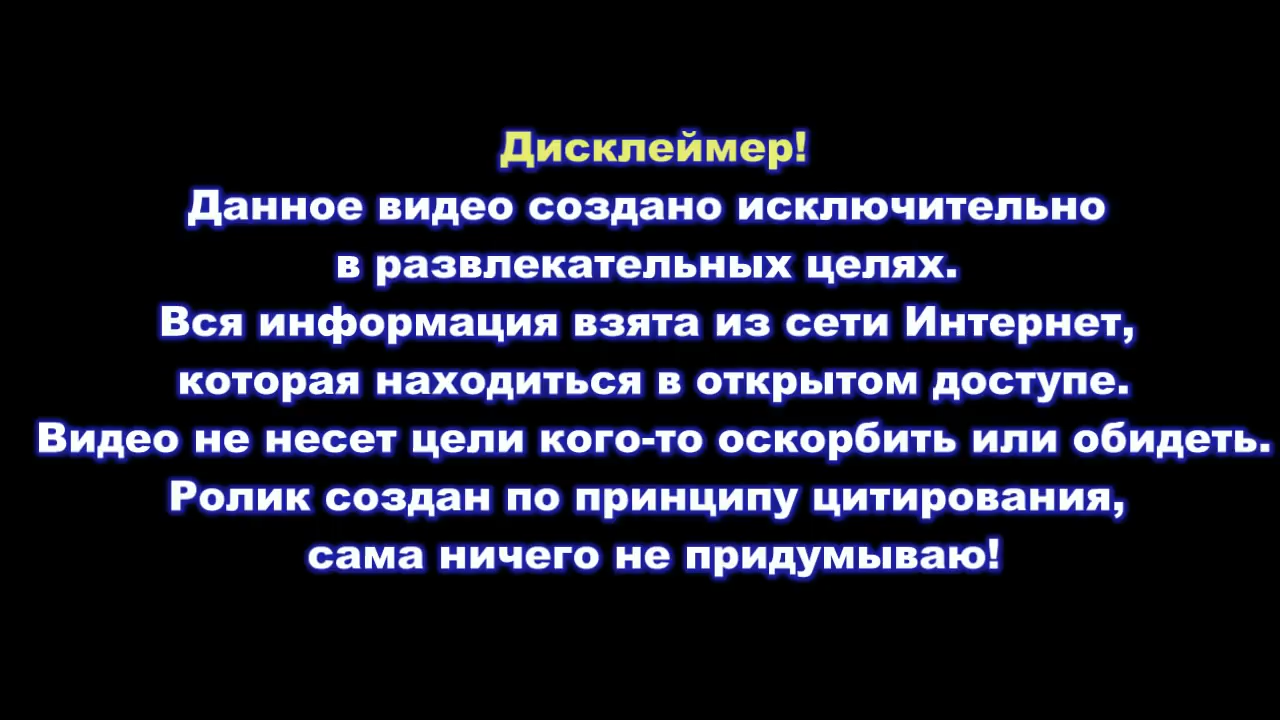 Дисклеймер!
Данное видео создано исключительно
в развлекательных целях.
Вся информация взята из сети Интернет,
которая находиться в открытом доступе.
Видео не несет цели кого-то оскорбить или обидеть.
Ролик создан по принципу цитирования,
сама ничего не придумываю!